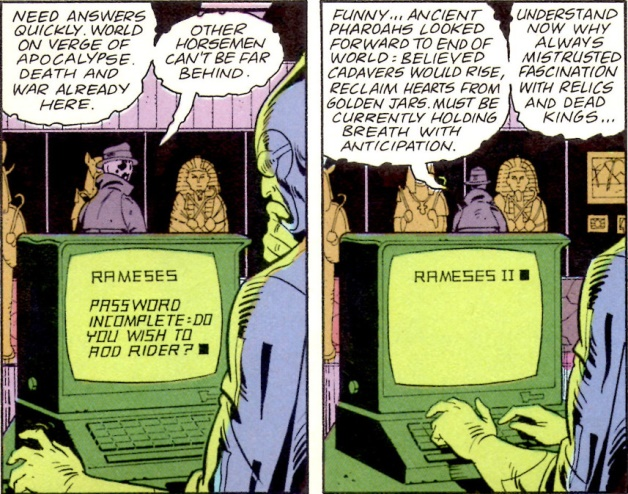 NEED ANSWERS
QUICKLY. WORLD
ON VERGE OF
APOCALYPSE.
DEATH AND
WAR ALREADY
HERE.
OTHER
HORSEMEN
CAN'T BE FAR
BEHIND.
RAMESES
PASSWORD
INCOMPLETE:DO
YOU WISH TO
ADD RIDER?
FUNNY... ANCIENT
PHAROAHS LOOKED
FORWARD TO END OF
WORLD: BELIEVED
CADAVERS WOULD RISE,
RECLAIM HEARTS FROM
GOLDEN JARS. MUST BE
CURRENTLY HOLDING
BREATH WITH
ANTICIPATION.
UNDERSTAND
NOW WHY
ALWAYS
MISTRUSTED
FASCINATION
WITH RELICS
AND DEAD
KINGS...
RAMESES II